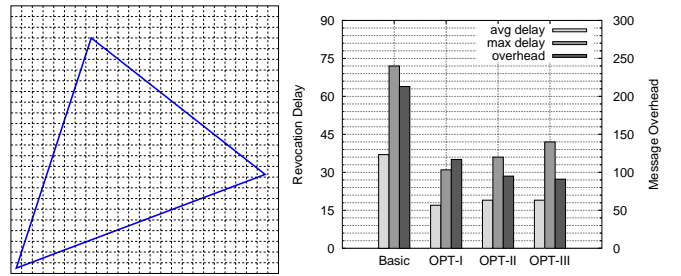 90
75
60
45
30
15
0
Revocation Delay
avg delay
max delay
overhead
300
250
200
150
100
50
0
Message Overhead
Basic OPT-I OPT-II OPT-III